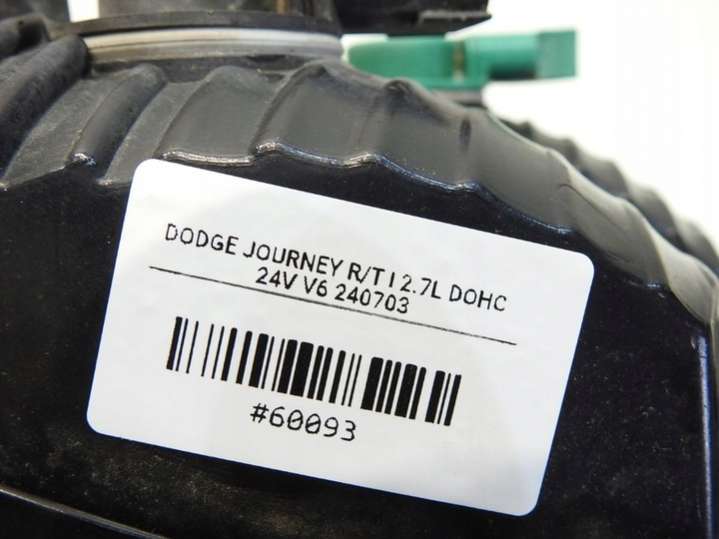 DODGE JOURNEY R/T I 2.7L DOHC
24V V6 240703
#60093